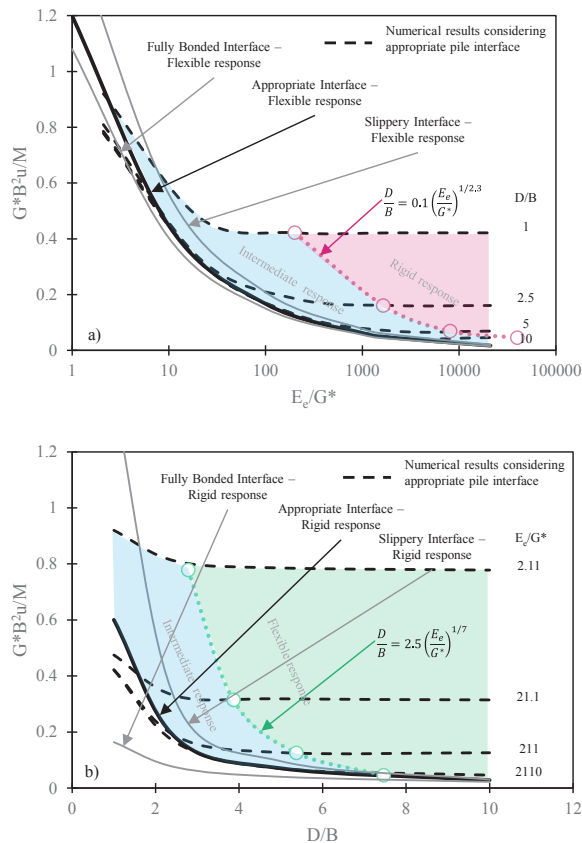 Numerical results considering
appropriate pile interface
Fully Bonded Interface –
Flexible response
Appropriate Interface –
Flexible response
Slippery Interface –
Flexible response
D/B = 0.1(E_e/G*)^{1/2,3}
D/B
1
2.5
5
10
Intermediate response
Rigid response
a)
G*B²u/M
1.2
1
0.8
0.6
0.4
0.2
0
1
10
100
1000
10000
100000
E_e/G*
Numerical results considering
appropriate pile interface
Fully Bonded Interface –
Rigid response
Appropriate Interface –
Rigid response
Slippery Interface –
Rigid response
E_e/G*
2.11
21.1
211
2110
D/B = 2.5(E_e/G*)^{1/7}
Intermediate response
Flexible response
b)
G*B²u/M
1.2
1
0.8
0.6
0.4
0.2
0
0
2
4
6
8
10
12
D/B